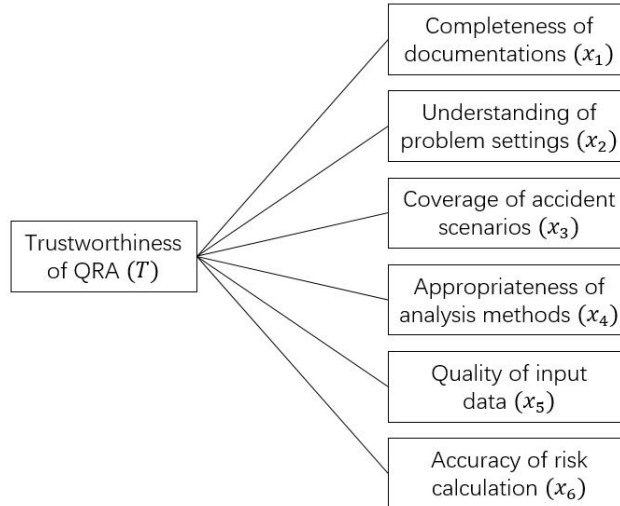 Completeness of
documentations (x₁)
Understanding of
problem settings (x₂)
Coverage of accident
scenarios (x₃)
Trustworthiness
of QRA (T)
Appropriateness of
analysis methods (x₄)
Quality of input
data (x₅)
Accuracy of risk
calculation (x₆)